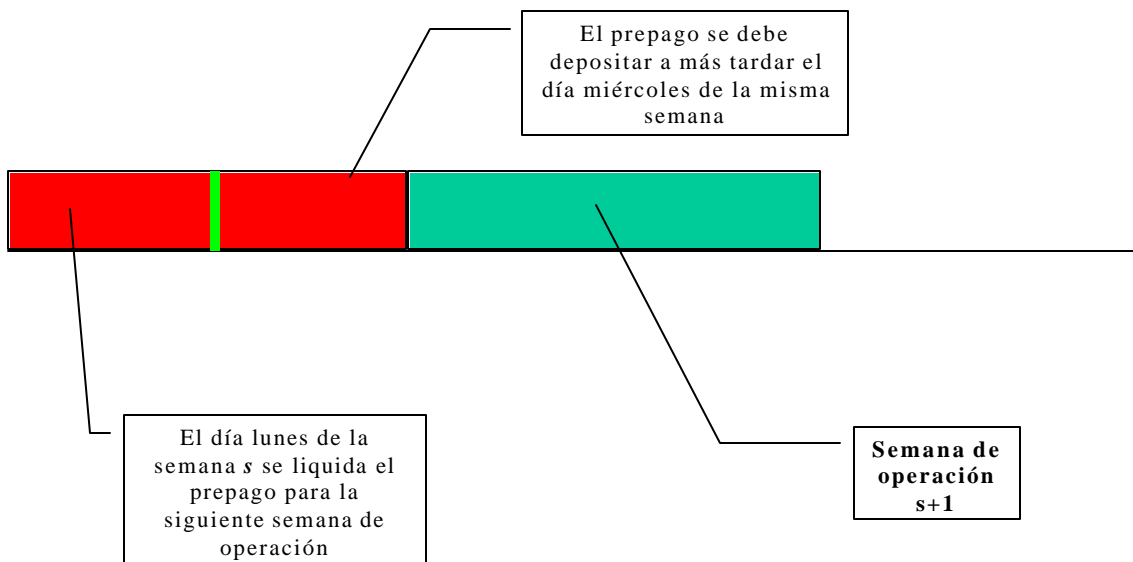 El prepago se debe
depositar a más tardar el
día miércoles de la misma
semana
El día lunes de la
semana s se liquida el
prepago para la
siguiente semana de
operación
Semana de
operación
s+1